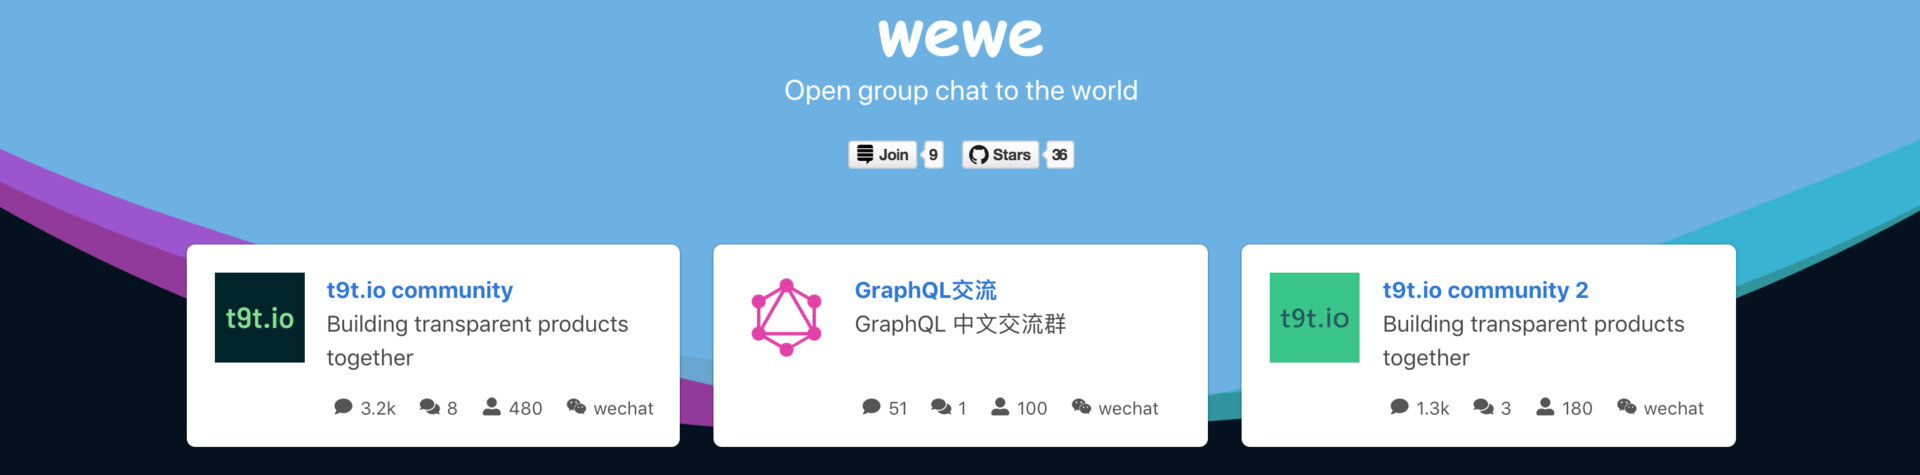 wewe
Open group chat to the world
Join 9 Stars 36
t9t.io
t9t.io community
Building transparent products
together
3.2k 8 480 wechat
GraphQL交流
GraphQL 中文交流群
51 1 100 wechat
t9t.io
t9t.io community 2
Building transparent products
together
1.3k 3 180 wechat